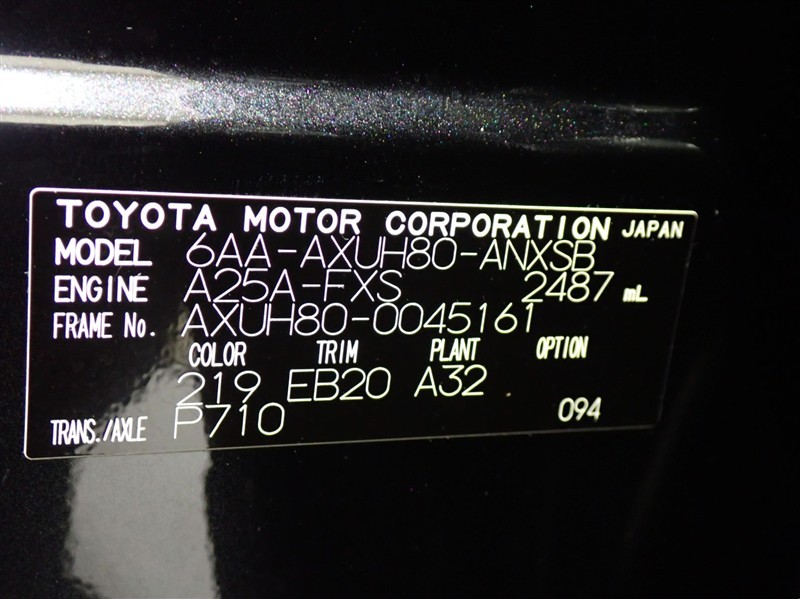 TOYOTA MOTOR CORPORATION JAPAN
MODEL 6AA-AXUH80-ANXSB
ENGINE A25A-FXS 2487 mL
FRAME No. AXUH80-0045161
COLOR TRIM PLANT OPTION
219 EB20 A32
TRANS./AXLE P710 094